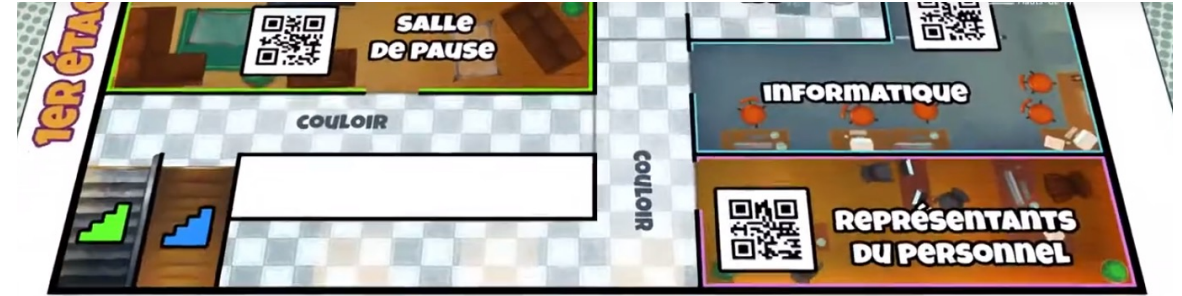 1ER ÉTAG
SALLE
DE PAUSE
INFORMATIQUE
COULOIR
COULOIR
REPRÉSENTANTS
DU PERSONNEL